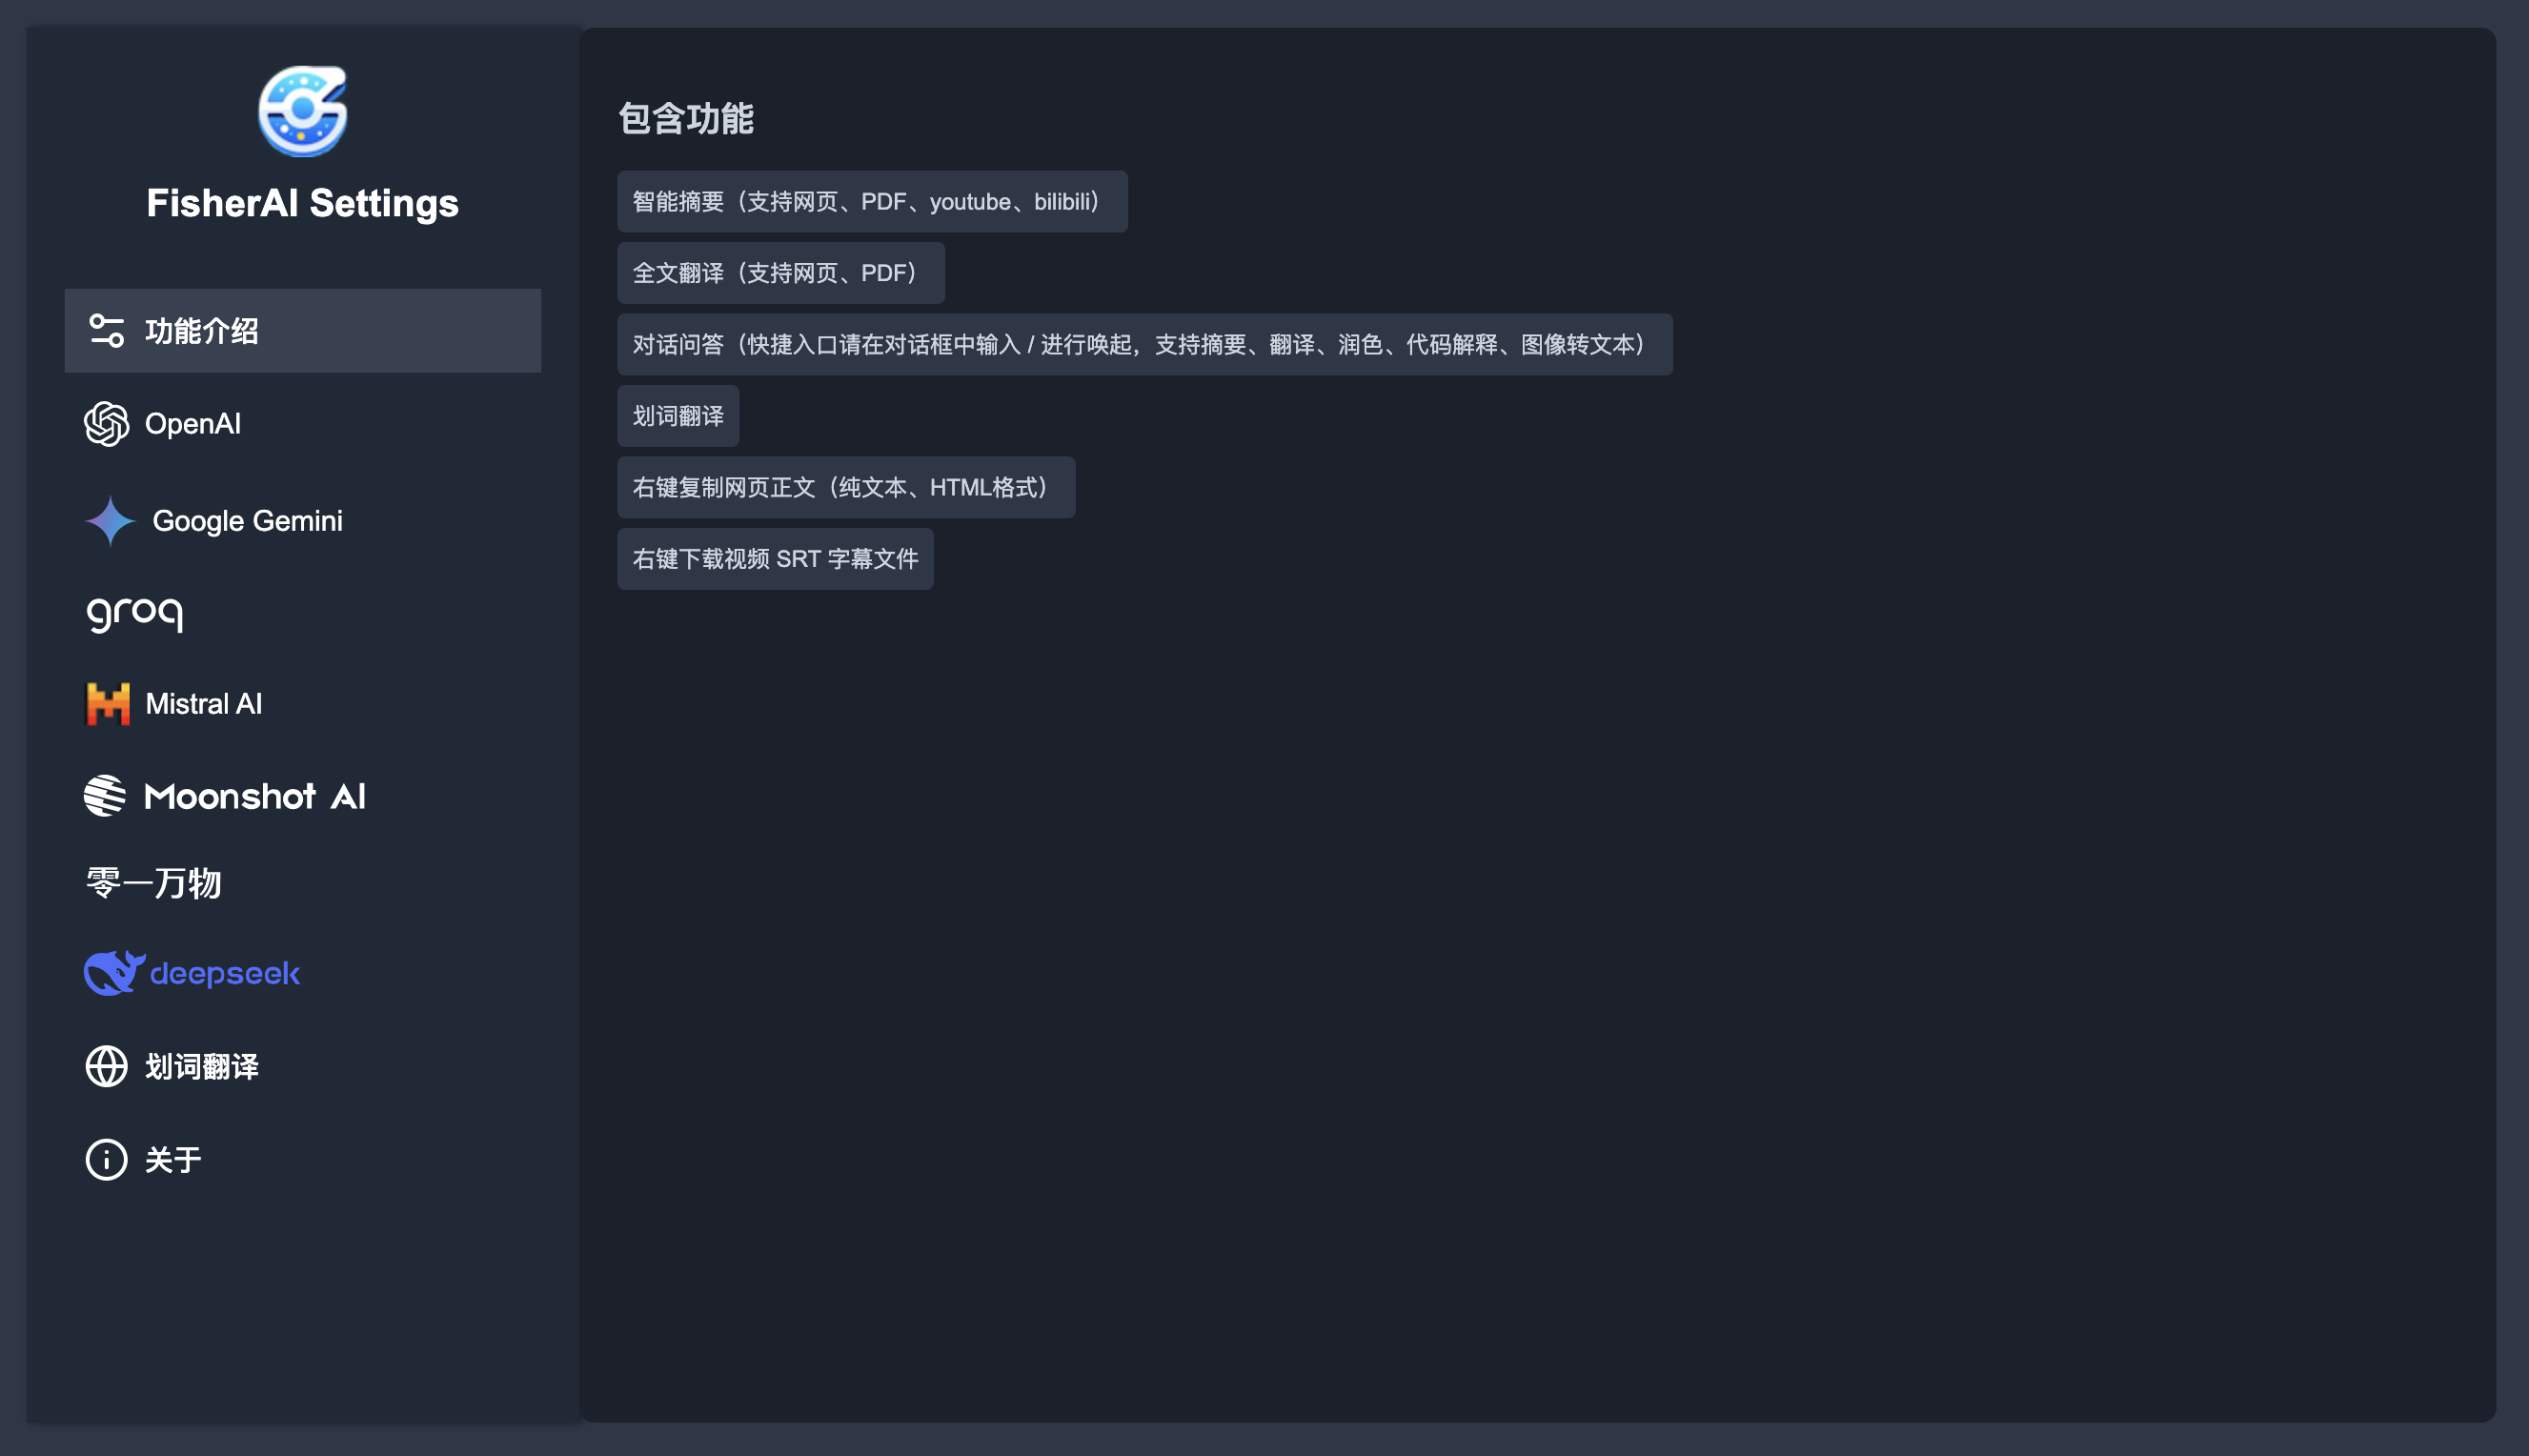 FisherAI Settings
功能介绍
OpenAI
Google Gemini
groq
Mistral AI
Moonshot AI
零一万物
deepseek
划词翻译
关于
包含功能
智能摘要（支持网页、PDF、youtube、bilibili）
全文翻译（支持网页、PDF）
对话问答（快捷入口请在对话框中输入 / 进行唤起，支持摘要、翻译、润色、代码解释、图像转文本）
划词翻译
右键复制网页正文（纯文本、HTML格式）
右键下载视频 SRT 字幕文件